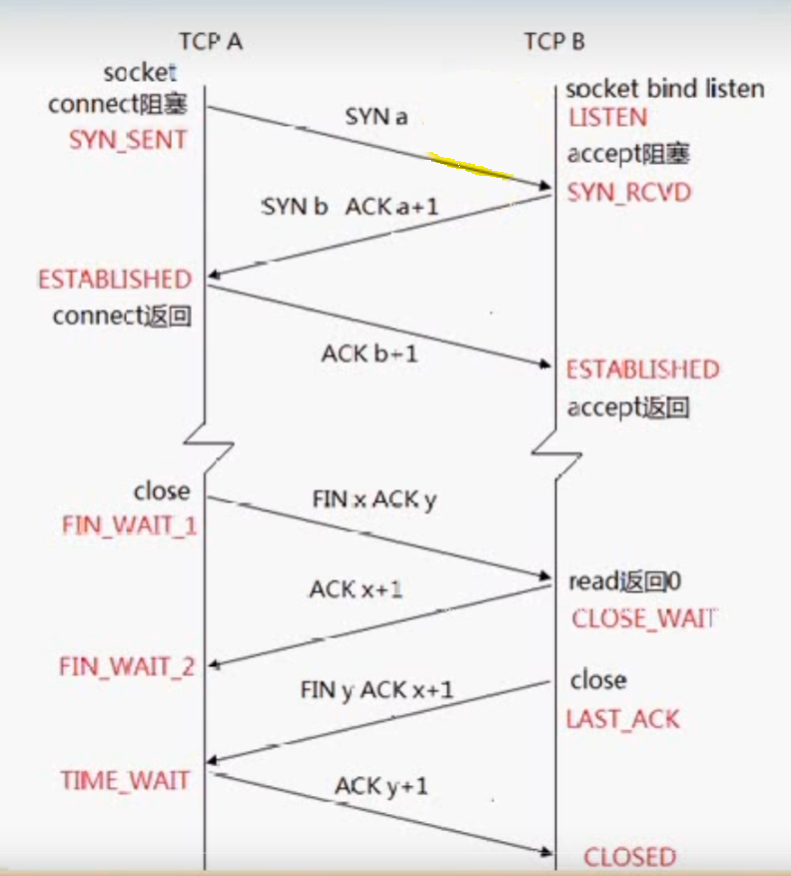 TCP A
TCP B
socket
connect阻塞
SYN_SENT
SYN a
socket bind listen
LISTEN
accept阻塞
SYN_RCVD
SYN b ACK a+1
ESTABLISHED
connect返回
ACK b+1
ESTABLISHED
accept返回
close
FIN_WAIT_1
FIN x ACK y
read返回0
CLOSE_WAIT
ACK x+1
FIN_WAIT_2
close
LAST_ACK
FIN y ACK x+1
TIME_WAIT
ACK y+1
CLOSED